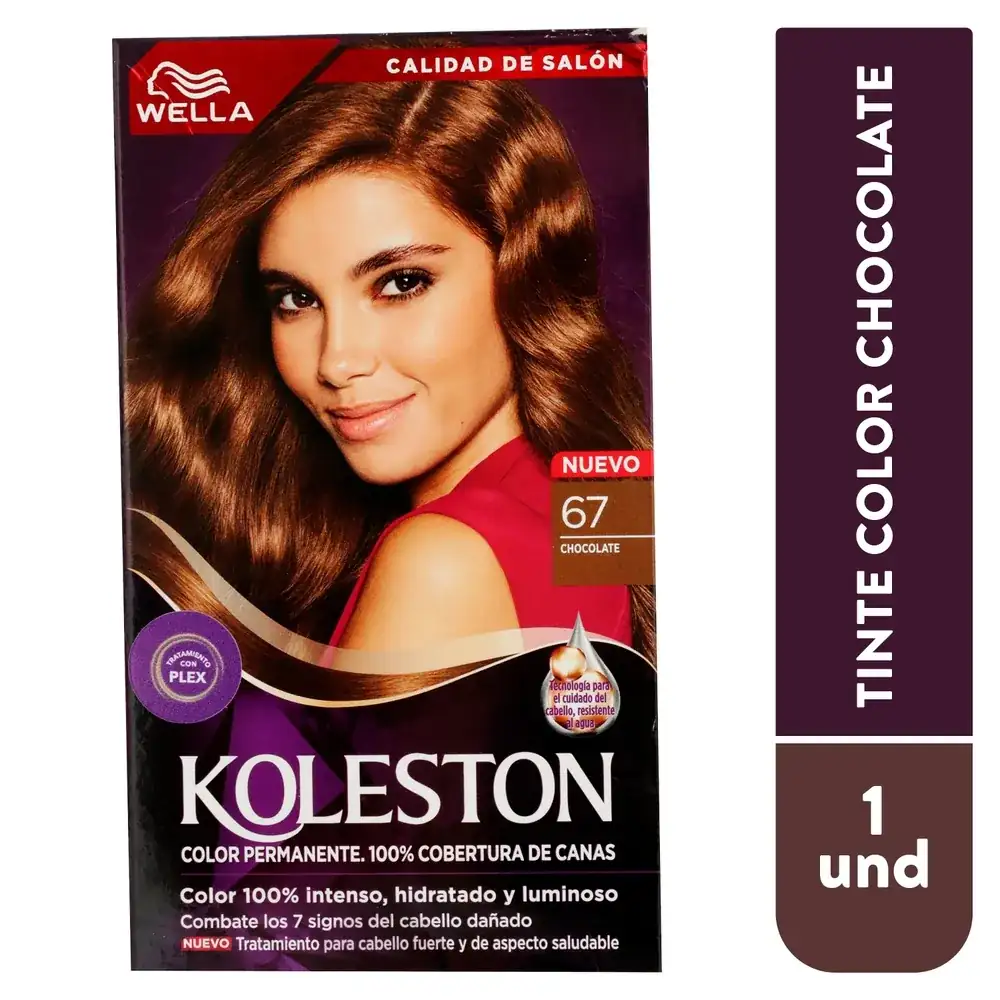 WELLA
CALIDAD DE SALÓN
NUEVO
67
CHOCOLATE
TRATAMIENTO
CON
PLEX
Tecnología para
el cuidado del
cabello, resistente
al agua
KOLESTON
COLOR PERMANENTE. 100% COBERTURA DE CANAS
Color 100% intenso, hidratado y luminoso
Combate los 7 signos del cabello dañado
NUEVO Tratamiento para cabello fuerte y de aspecto saludable
TINTE COLOR CHOCOLATE
1
und